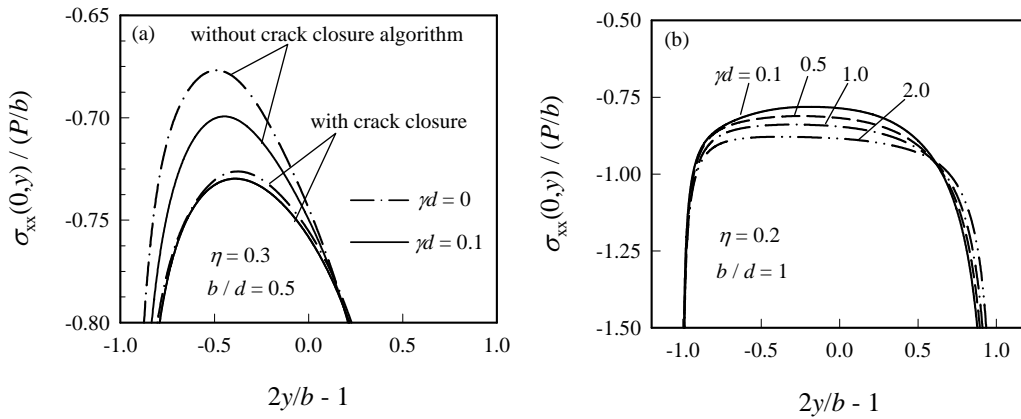 (a)
without crack closure algorithm
with crack closure
γd = 0
γd = 0.1
η = 0.3
b / d = 0.5
-0.65
-0.70
-0.75
-0.80
-1.0
-0.5
0.0
0.5
1.0
σxx(0,y) / (P/b)
2y/b - 1
(b)
γd = 0.1
0.5
1.0
2.0
η = 0.2
b / d = 1
-0.50
-0.75
-1.00
-1.25
-1.50
-1.0
-0.5
0.0
0.5
1.0
σxx(0,y) / (P/b)
2y/b - 1